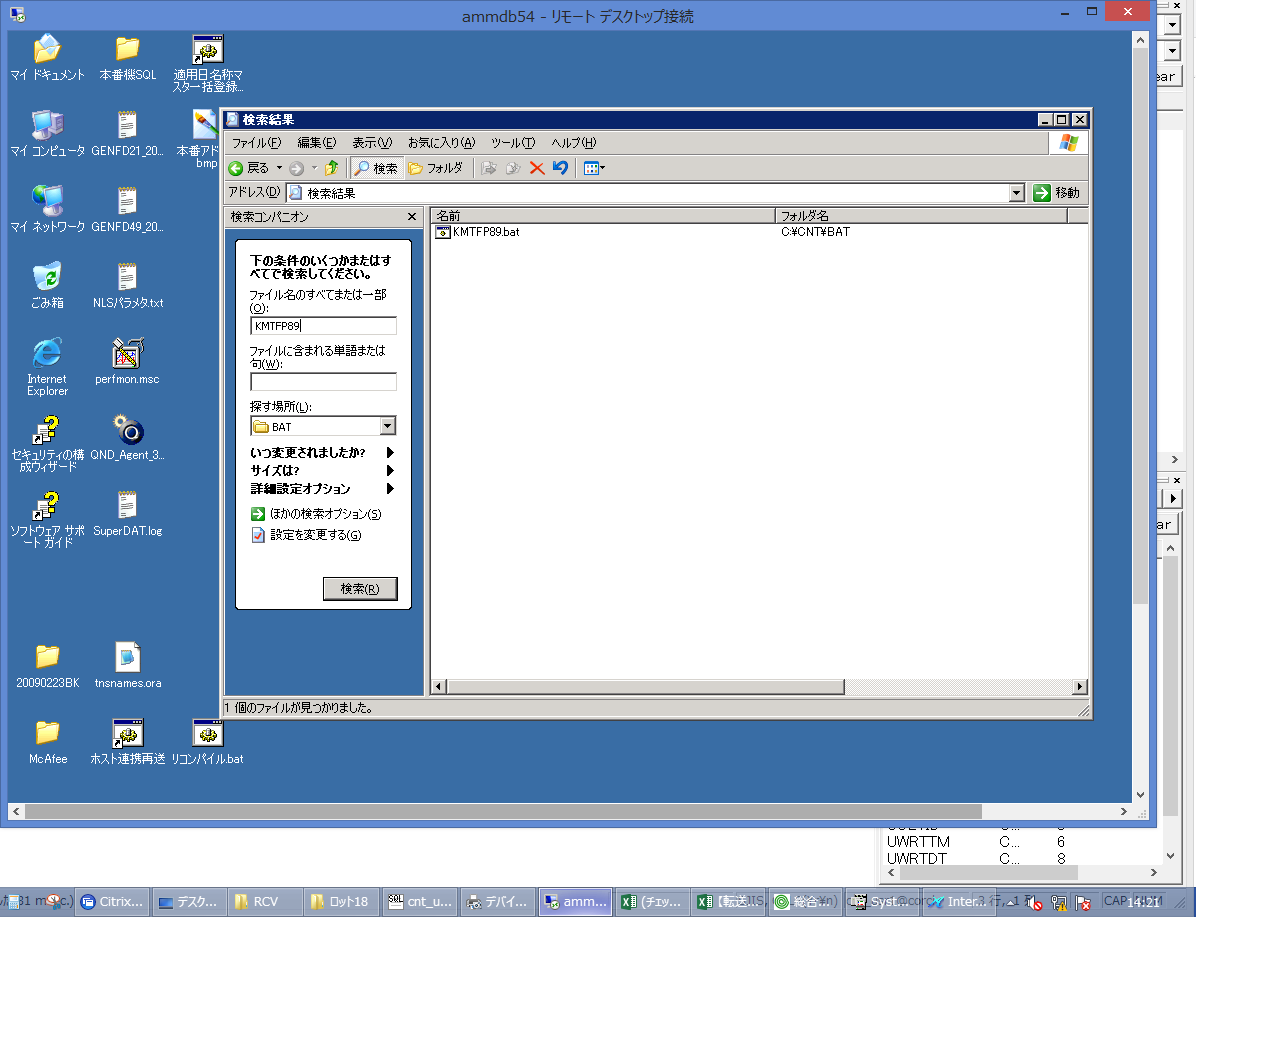 ammdb54 - リモート デスクトップ接続
マイ ドキュメント
本番機SQL
適用日名称マ
スター括登録...
マイ コンピュータ
GENFD21_20...
本番アド
bmp
マイ ネットワーク
GENFD49_20...
ごみ箱
NLSパラメタ.txt
Internet
Explorer
perfmon.msc
セキュリティの構
成ウィザード
QND_Agent_3...
ソフトウェア サポ
ート ガイド
SuperDAT.log
20090223BK
tnsnames.ora
McAfee
ホスト連携再送
リコンパイル.bat
検索結果
ファイル(F)
編集(E)
表示(V)
お気に入り(A)
ツール(T)
ヘルプ(H)
戻る
検索
フォルダ
アドレス(D)
検索結果
移動
検索コンパニオン
名前
フォルダ名
KMTFP89.bat
C:¥CNT¥BAT
下の条件のいくつかまたはす
べてで検索してください。
ファイル名のすべてまたは一部
(O):
KMTFP89
ファイルに含まれる単語または
句(W):
探す場所(L):
BAT
いつ変更されましたか?
サイズは?
詳細設定オプション
ほかの検索オプション(S)
設定を変更する(G)
検索(R)
1 個のファイルが見つかりました。
ear
ar
UWRTTM
C...
6
UWRTDT
C...
8
Citrix...
デスク...
RCV
ロット18
cnt_u...
デバイ...
amm...
(チェッ...
【転送...
総合...
Syst...
Inter...
3 行, 1 列
CAP
14:21